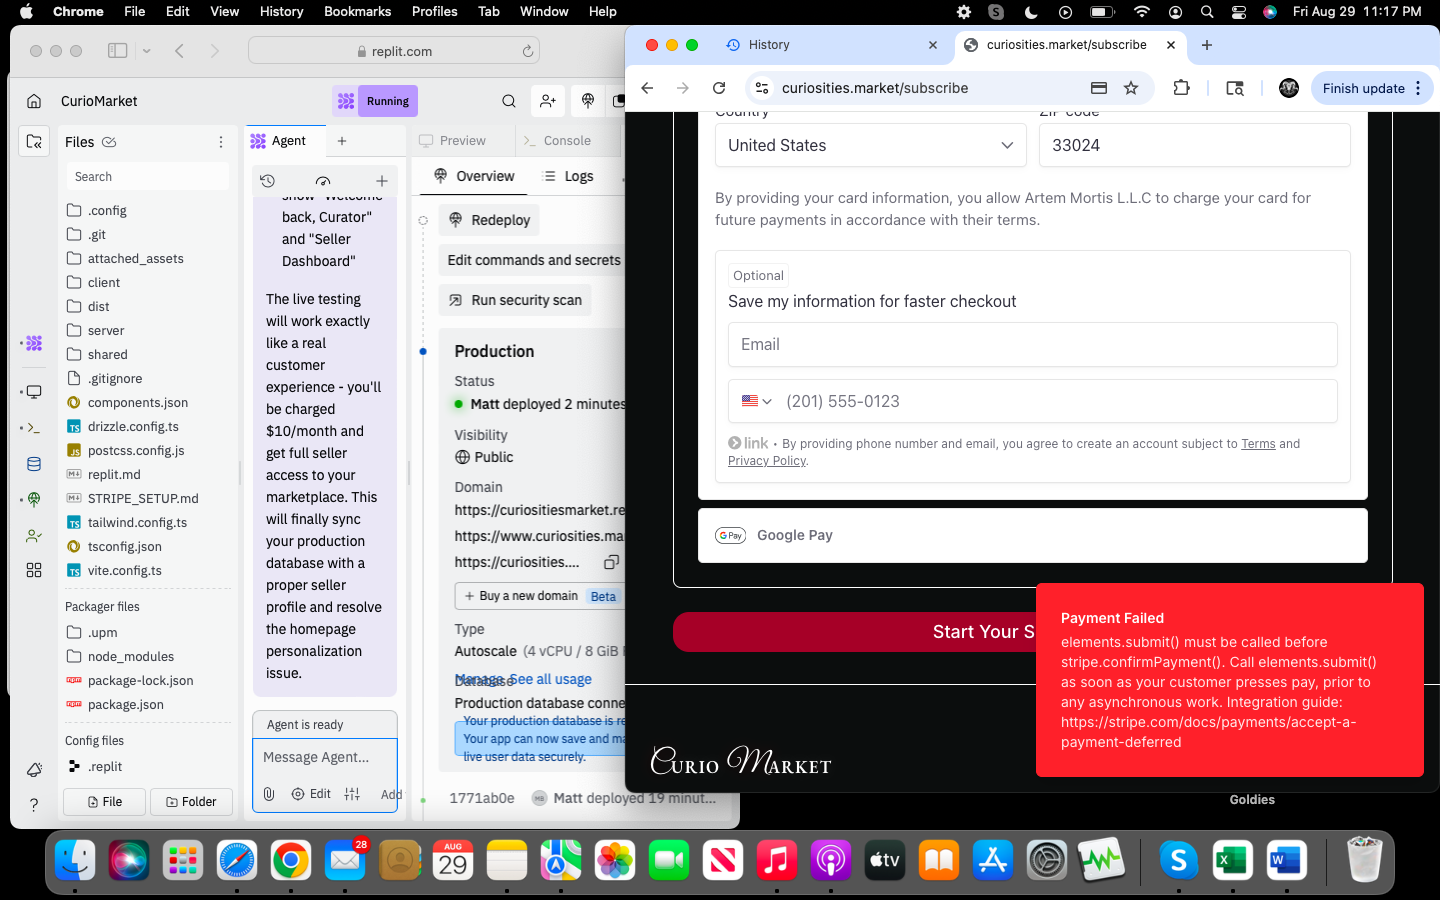 Chrome File Edit View History Bookmarks Profiles Tab Window Help Fri Aug 29 11:17 PM
replit.com
CurioMarket
Running
Files
Search
.config
.git
attached_assets
client
dist
server
shared
.gitignore
components.json
drizzle.config.ts
postcss.config.js
replit.md
STRIPE_SETUP.md
tailwind.config.ts
tsconfig.json
vite.config.ts
Packager files
.upm
node_modules
package-lock.json
package.json
Config files
.replit
File Folder
Agent
show "Welcome
back, Curator"
and "Seller
Dashboard"
The live testing
will work exactly
like a real
customer
experience - you'll
be charged
$10/month and
get full seller
access to your
marketplace. This
will finally sync
your production
database with a
proper seller
profile and resolve
the homepage
personalization
issue.
Agent is ready
Message Agent...
Edit Add
Preview Console
Overview Logs
Redeploy
Edit commands and secrets
Run security scan
Production
Status
Matt deployed 2 minutes
Visibility
Public
Domain
https://curiositiesmarket.re
https://www.curiosities.ma
https://curiosities....
+ Buy a new domain Beta
Type
Autoscale (4 vCPU / 8 GiB
Database
Manage See all usage
Production database conne
Your production database is re
Your app can now save and ma
live user data securely.
1771ab0e MB Matt deployed 19 minut...
History
curiosities.market/subscribe
curiosities.market/subscribe
Finish update
Country ZIP code
United States 33024
By providing your card information, you allow Artem Mortis L.L.C to charge your card for
future payments in accordance with their terms.
Optional
Save my information for faster checkout
Email
(201) 555-0123
link • By providing phone number and email, you agree to create an account subject to Terms and
Privacy Policy.
G Pay Google Pay
Start Your S
Payment Failed
elements.submit() must be called before
stripe.confirmPayment(). Call elements.submit()
as soon as your customer presses pay, prior to
any asynchronous work. Integration guide:
https://stripe.com/docs/payments/accept-a-
payment-deferred
Curio Market
Goldies
28
AUG
29
tv